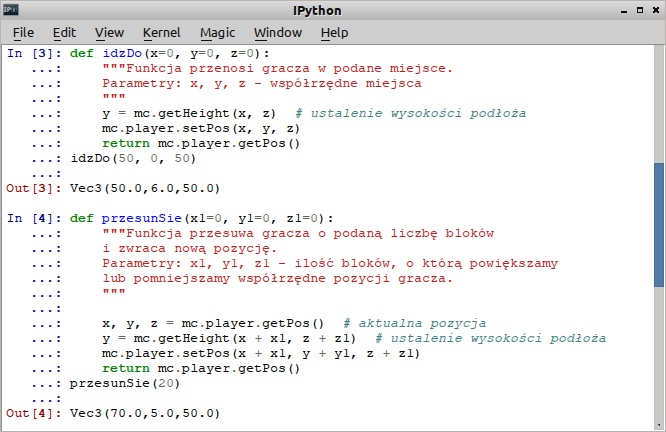 IPython
File Edit View Kernel Magic Window Help
In [3]: def idzDo(x=0, y=0, z=0):
   ...:     """Funkcja przenosi gracza w podane miejsce.
   ...:     Parametry: x, y, z - współrzędne miejsca
   ...:     """
   ...:     y = mc.getHeight(x, z)  # ustalenie wysokości podłoża
   ...:     mc.player.setPos(x, y, z)
   ...:     return mc.player.getPos()
   ...: idzDo(50, 0, 50)
   ...:
Out[3]: Vec3(50.0,6.0,50.0)
In [4]: def przesunSie(x1=0, y1=0, z1=0):
   ...:     """Funkcja przesuwa gracza o podaną liczbę bloków
   ...:     i zwraca nową pozycję.
   ...:     Parametry: x1, y1, z1 - ilość bloków, o którą powiększamy
   ...:     lub pomniejszamy współrzędne pozycji gracza.
   ...:     """
   ...:
   ...:     x, y, z = mc.player.getPos()  # aktualna pozycja
   ...:     y = mc.getHeight(x + x1, z + z1)  # ustalenie wysokości podłoża
   ...:     mc.player.setPos(x + x1, y + y1, z + z1)
   ...:     return mc.player.getPos()
   ...: przesunSie(20)
   ...:
Out[4]: Vec3(70.0,5.0,50.0)